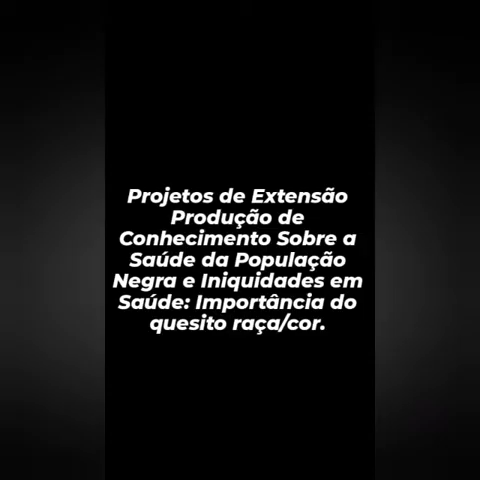 Projetos de Extensão
Produção de
Conhecimento Sobre a
Saúde da População
Negra e Iniquidades em
Saúde: Importância do
quesito raça/cor.